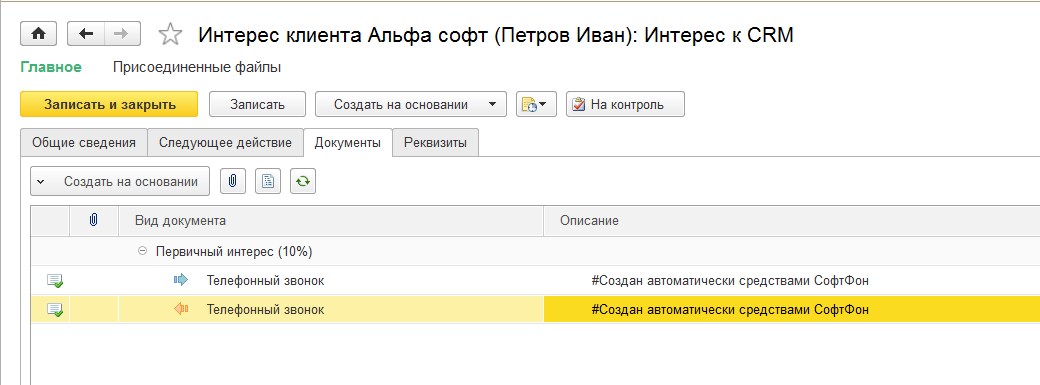 Интерес клиента Альфа софт (Петров Иван): Интерес к CRM
Главное Присоединенные файлы
Записать и закрыть Записать Создать на основании На контроль
Общие сведения Следующее действие Документы Реквизиты
Создать на основании
Вид документа Описание
Первичный интерес (10%)
Телефонный звонок #Создан автоматически средствами СофтФон
Телефонный звонок #Создан автоматически средствами СофтФон